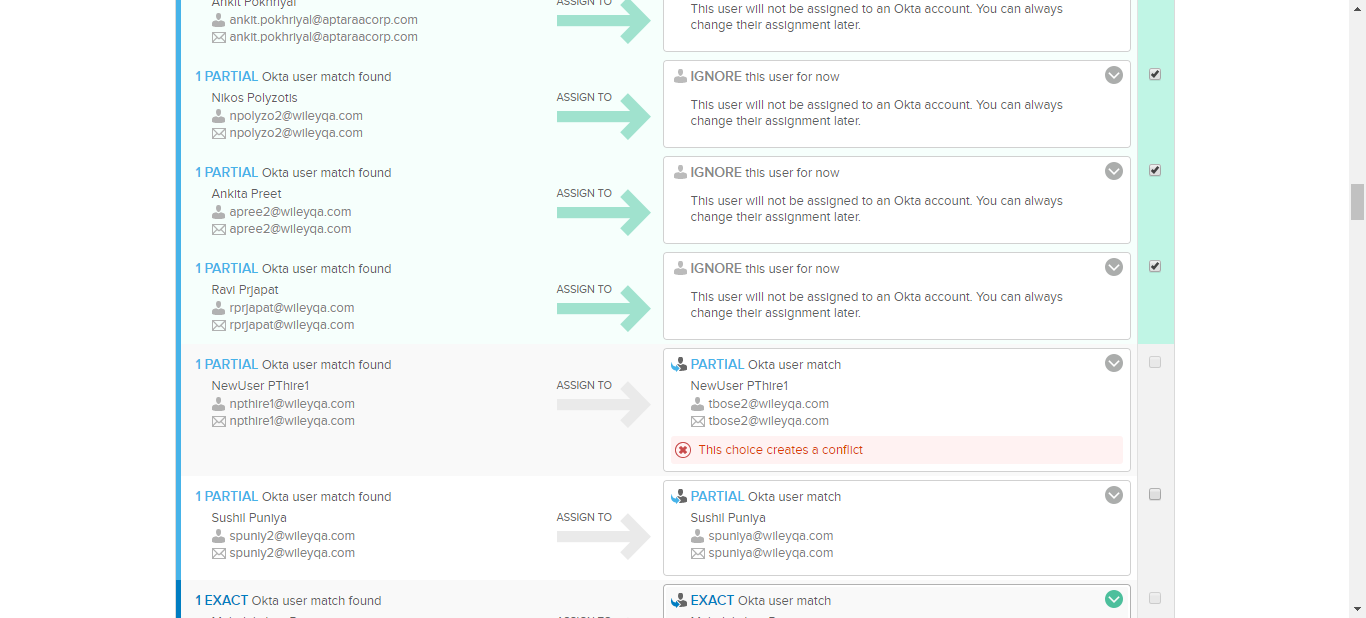 Ankit Pokhriyal
ankit.pokhriyal@aptaraacorp.com
ankit.pokhriyal@aptaraacorp.com
ASSIGN TO
This user will not be assigned to an Okta account. You can always
change their assignment later.
1 PARTIAL Okta user match found
Nikos Polyzotis
npolyzo2@wileyqa.com
npolyzo2@wileyqa.com
ASSIGN TO
IGNORE this user for now
This user will not be assigned to an Okta account. You can always
change their assignment later.
1 PARTIAL Okta user match found
Ankita Preet
apree2@wileyqa.com
apree2@wileyqa.com
ASSIGN TO
IGNORE this user for now
This user will not be assigned to an Okta account. You can always
change their assignment later.
1 PARTIAL Okta user match found
Ravi Prjapat
rprjapat@wileyqa.com
rprjapat@wileyqa.com
ASSIGN TO
IGNORE this user for now
This user will not be assigned to an Okta account. You can always
change their assignment later.
1 PARTIAL Okta user match found
NewUser PThire1
npthire1@wileyqa.com
npthire1@wileyqa.com
ASSIGN TO
PARTIAL Okta user match
NewUser PThire1
tbose2@wileyqa.com
tbose2@wileyqa.com
This choice creates a conflict
1 PARTIAL Okta user match found
Sushil Puniya
spuniy2@wileyqa.com
spuniy2@wileyqa.com
ASSIGN TO
PARTIAL Okta user match
Sushil Puniya
spuniya@wileyqa.com
spuniya@wileyqa.com
1 EXACT Okta user match found
ASSIGN TO
EXACT Okta user match